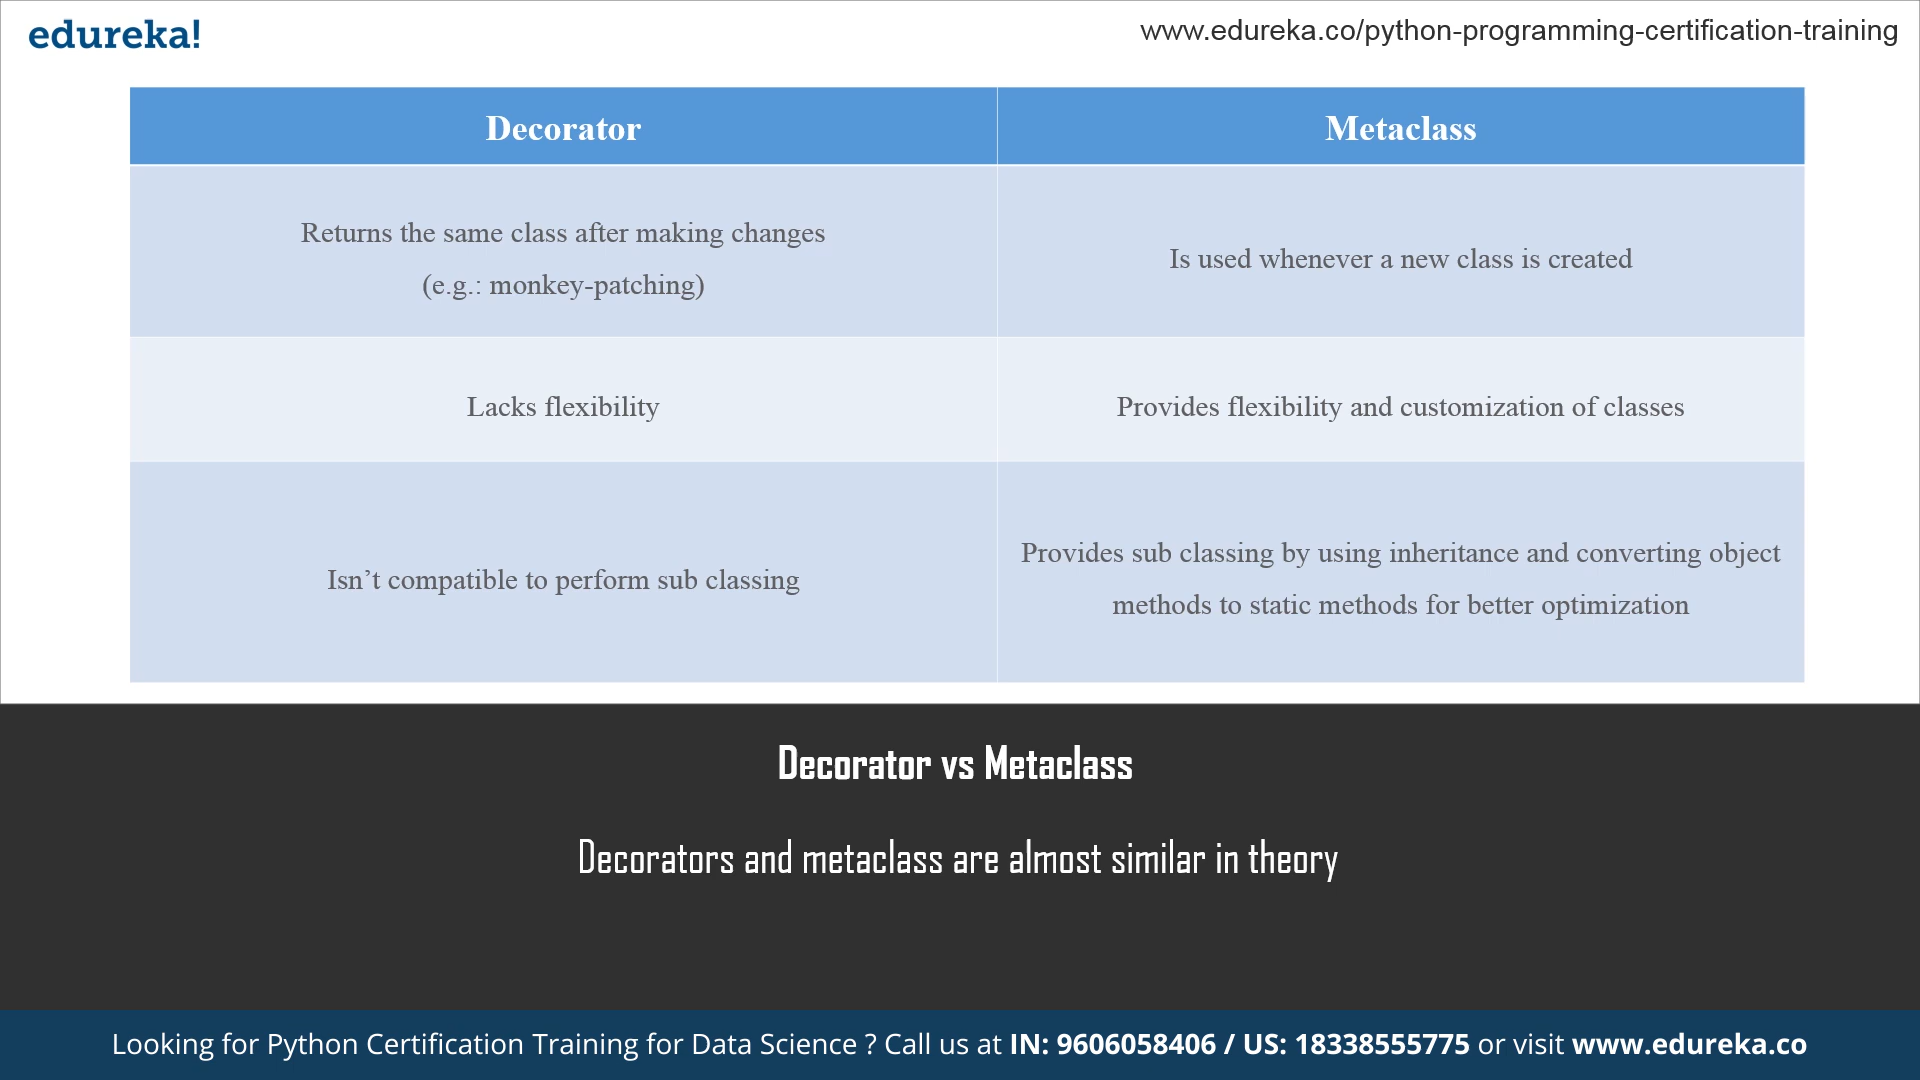 edureka!
www.edureka.co/python-programming-certification-training
Decorator
Metaclass
Returns the same class after making changes
(e.g.: monkey-patching)
Is used whenever a new class is created
Lacks flexibility
Provides flexibility and customization of classes
Isn’t compatible to perform sub classing
Provides sub classing by using inheritance and converting object
methods to static methods for better optimization
Decorator vs Metaclass
Decorators and metaclass are almost similar in theory
Looking for Python Certification Training for Data Science ? Call us at IN: 9606058406 / US: 18338555775 or visit www.edureka.co